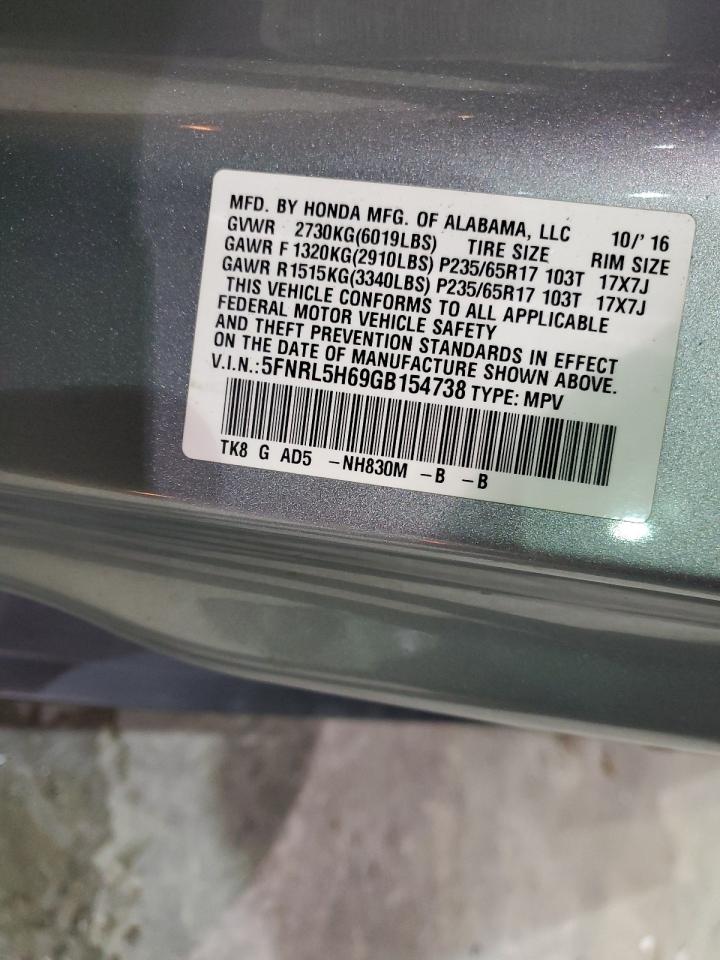 MFD. BY HONDA MFG. OF ALABAMA, LLC 10/' 16
GVWR 2730KG(6019LBS) TIRE SIZE RIM SIZE
GAWR F 1320KG(2910LBS) P235/65R17 103T 17X7J
GAWR R1515KG(3340LBS) P235/65R17 103T 17X7J
THIS VEHICLE CONFORMS TO ALL APPLICABLE
FEDERAL MOTOR VEHICLE SAFETY
AND THEFT PREVENTION STANDARDS IN EFFECT
ON THE DATE OF MANUFACTURE SHOWN ABOVE.
V.I.N.:5FNRL5H69GB154738 TYPE: MPV
TK8 G AD5 -NH830M -B -B